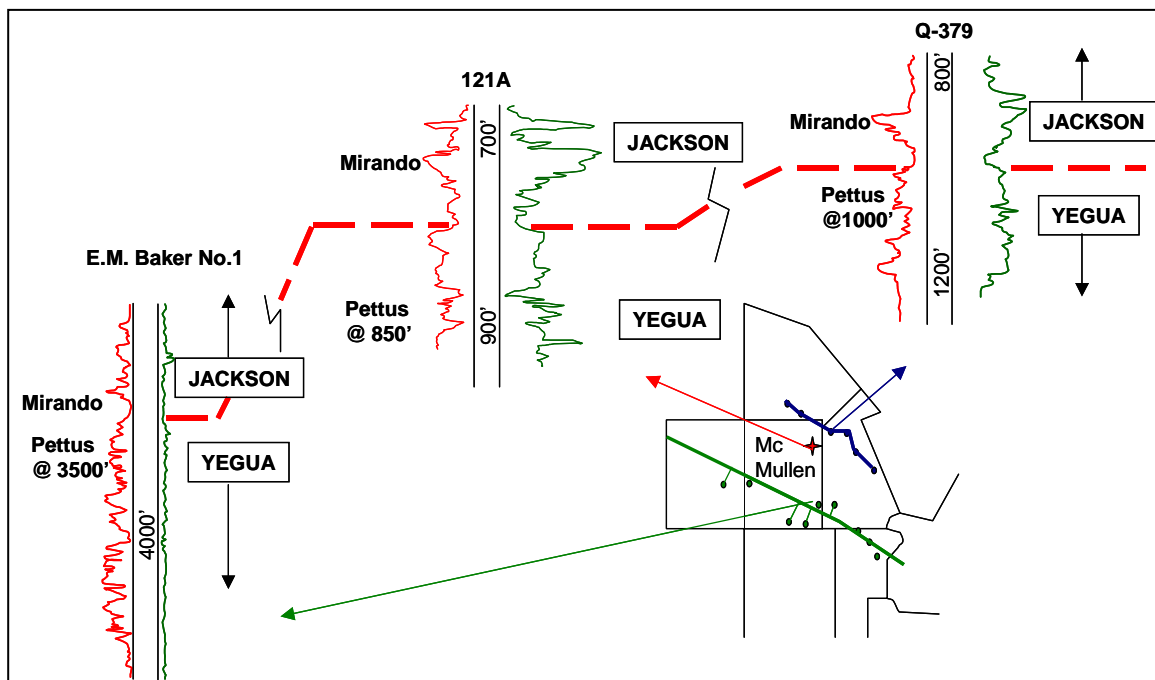 Q-379
121A
800’
700’
JACKSON
Mirando
JACKSON
Mirando
Pettus
@1000’
YEGUA
E.M. Baker No.1
1200’
Pettus
@ 850’
900’
YEGUA
JACKSON
Mirando
Pettus
@ 3500’
YEGUA
4000’
Mc
Mullen